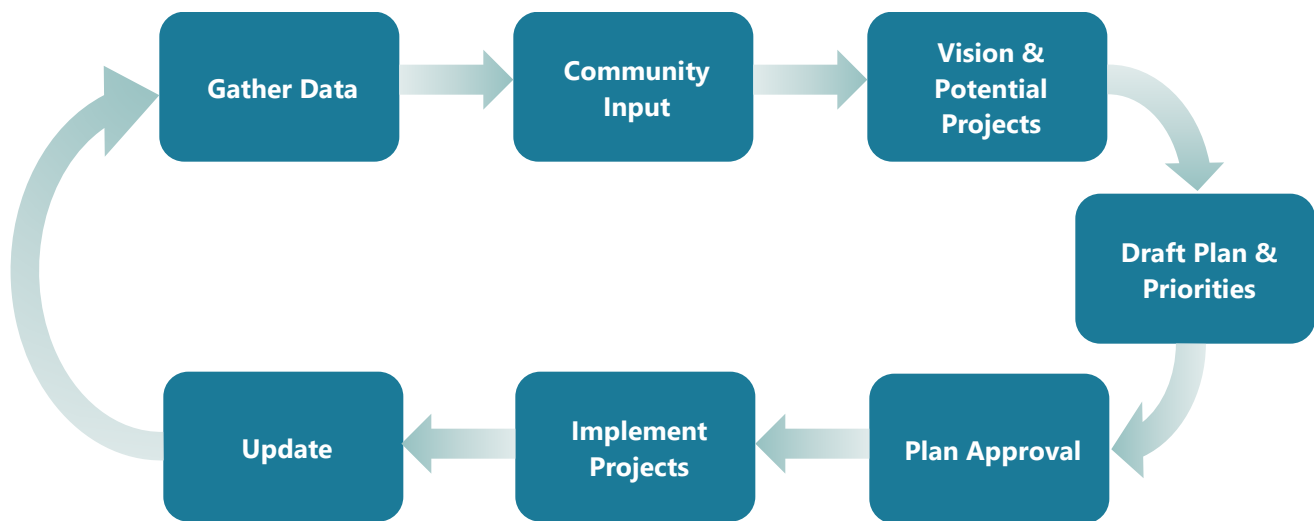 Gather Data
Community
Input
Vision &
Potential
Projects
Draft Plan &
Priorities
Plan Approval
Implement
Projects
Update